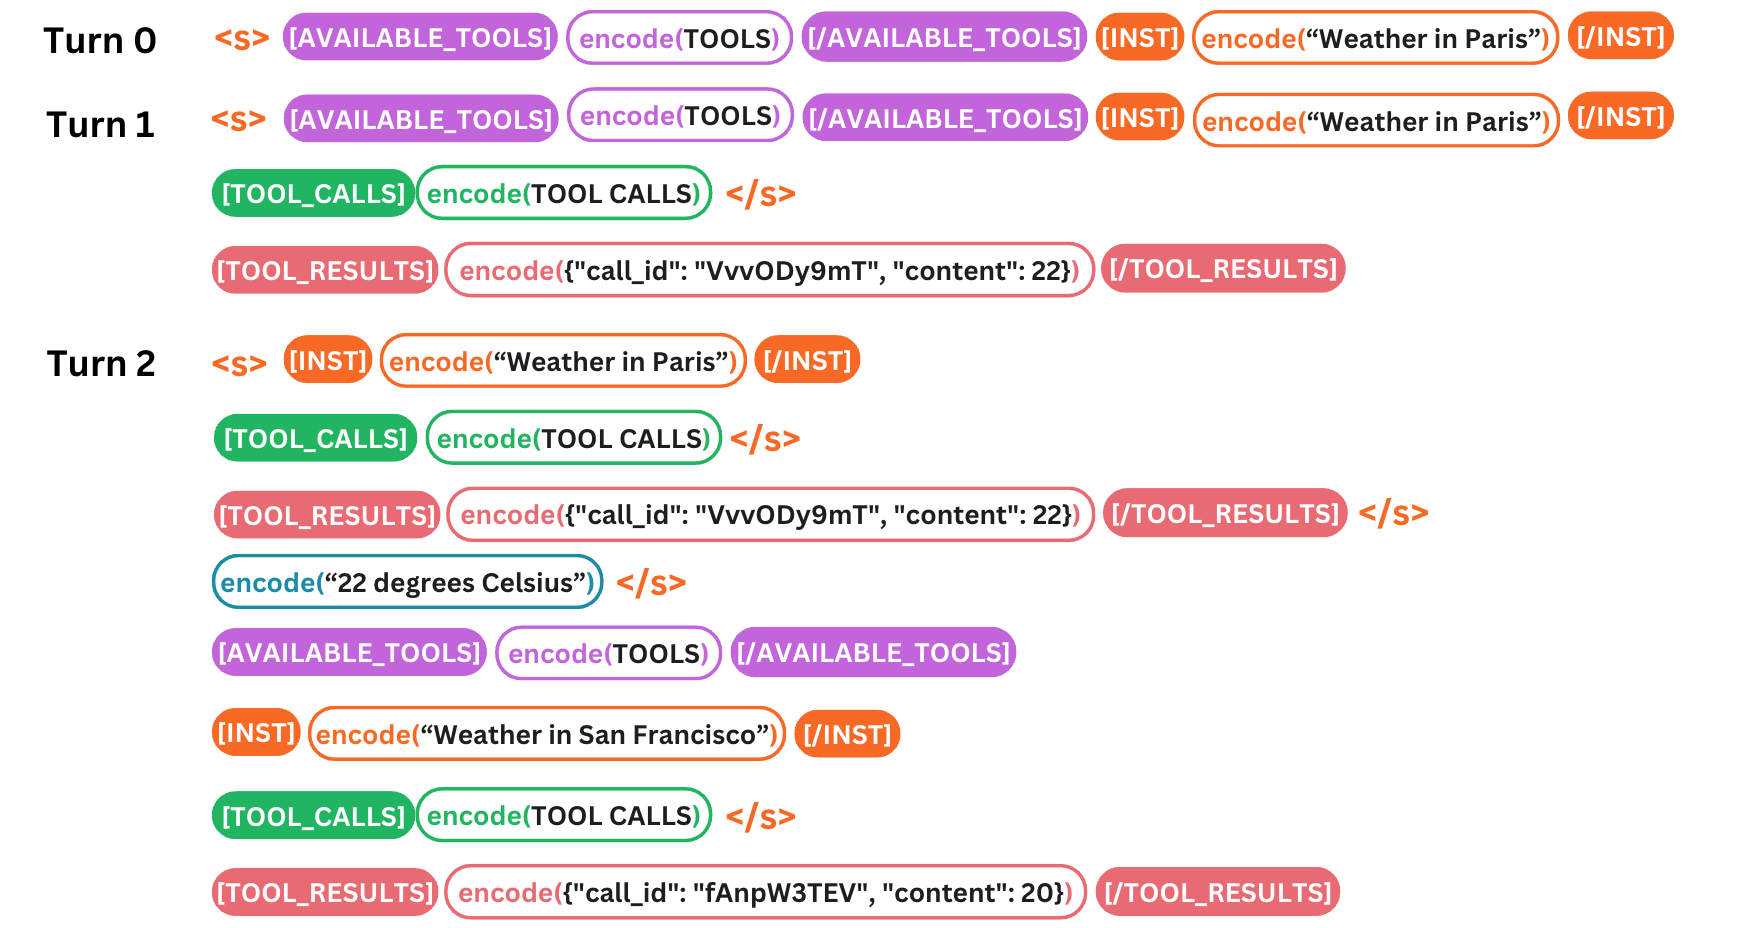 Turn 0 <s> [AVAILABLE_TOOLS] encode(TOOLS) [/AVAILABLE_TOOLS] [INST] encode(“Weather in Paris”) [/INST]
Turn 1 <s> [AVAILABLE_TOOLS] encode(TOOLS) [/AVAILABLE_TOOLS] [INST] encode(“Weather in Paris”) [/INST]
[TOOL_CALLS] encode(TOOL CALLS) </s>
[TOOL_RESULTS] encode({"call_id": "VvvODy9mT", "content": 22}) [/TOOL_RESULTS]
Turn 2 <s> [INST] encode(“Weather in Paris”) [/INST]
[TOOL_CALLS] encode(TOOL CALLS) </s>
[TOOL_RESULTS] encode({"call_id": "VvvODy9mT", "content": 22}) [/TOOL_RESULTS] </s>
encode(“22 degrees Celsius”) </s>
[AVAILABLE_TOOLS] encode(TOOLS) [/AVAILABLE_TOOLS]
[INST] encode(“Weather in San Francisco”) [/INST]
[TOOL_CALLS] encode(TOOL CALLS) </s>
[TOOL_RESULTS] encode({"call_id": "fAnpW3TEV", "content": 20}) [/TOOL_RESULTS]